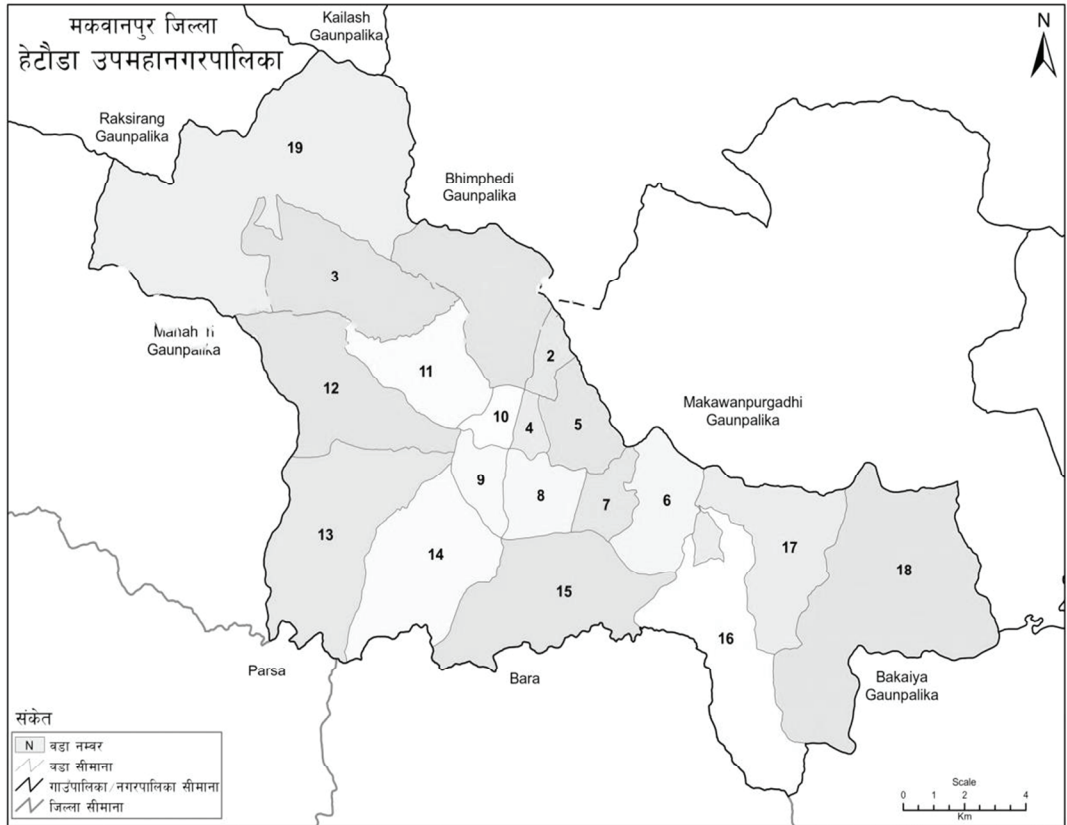 मकवानपुर जिल्ला
हेटौडा उपमहानगरपालिका
Kailash
Gaunpalika
N
Raksirang
Gaunpalika
19
Bhimphedi
Gaunpalika
3
Gaunpalika
2
11
12
Makawanpurgadhi
Gaunpalika
10
4
5
9
8
7
6
13
14
17
18
15
16
Parsa
Bara
Bakaiya
Gaunpalika
संकेत
N वडा नम्बर
वडा सीमाना
गाउंपालिका/नगरपालिका सीमाना
जिल्ला सीमाना
Scale
0 1 2 4
Km